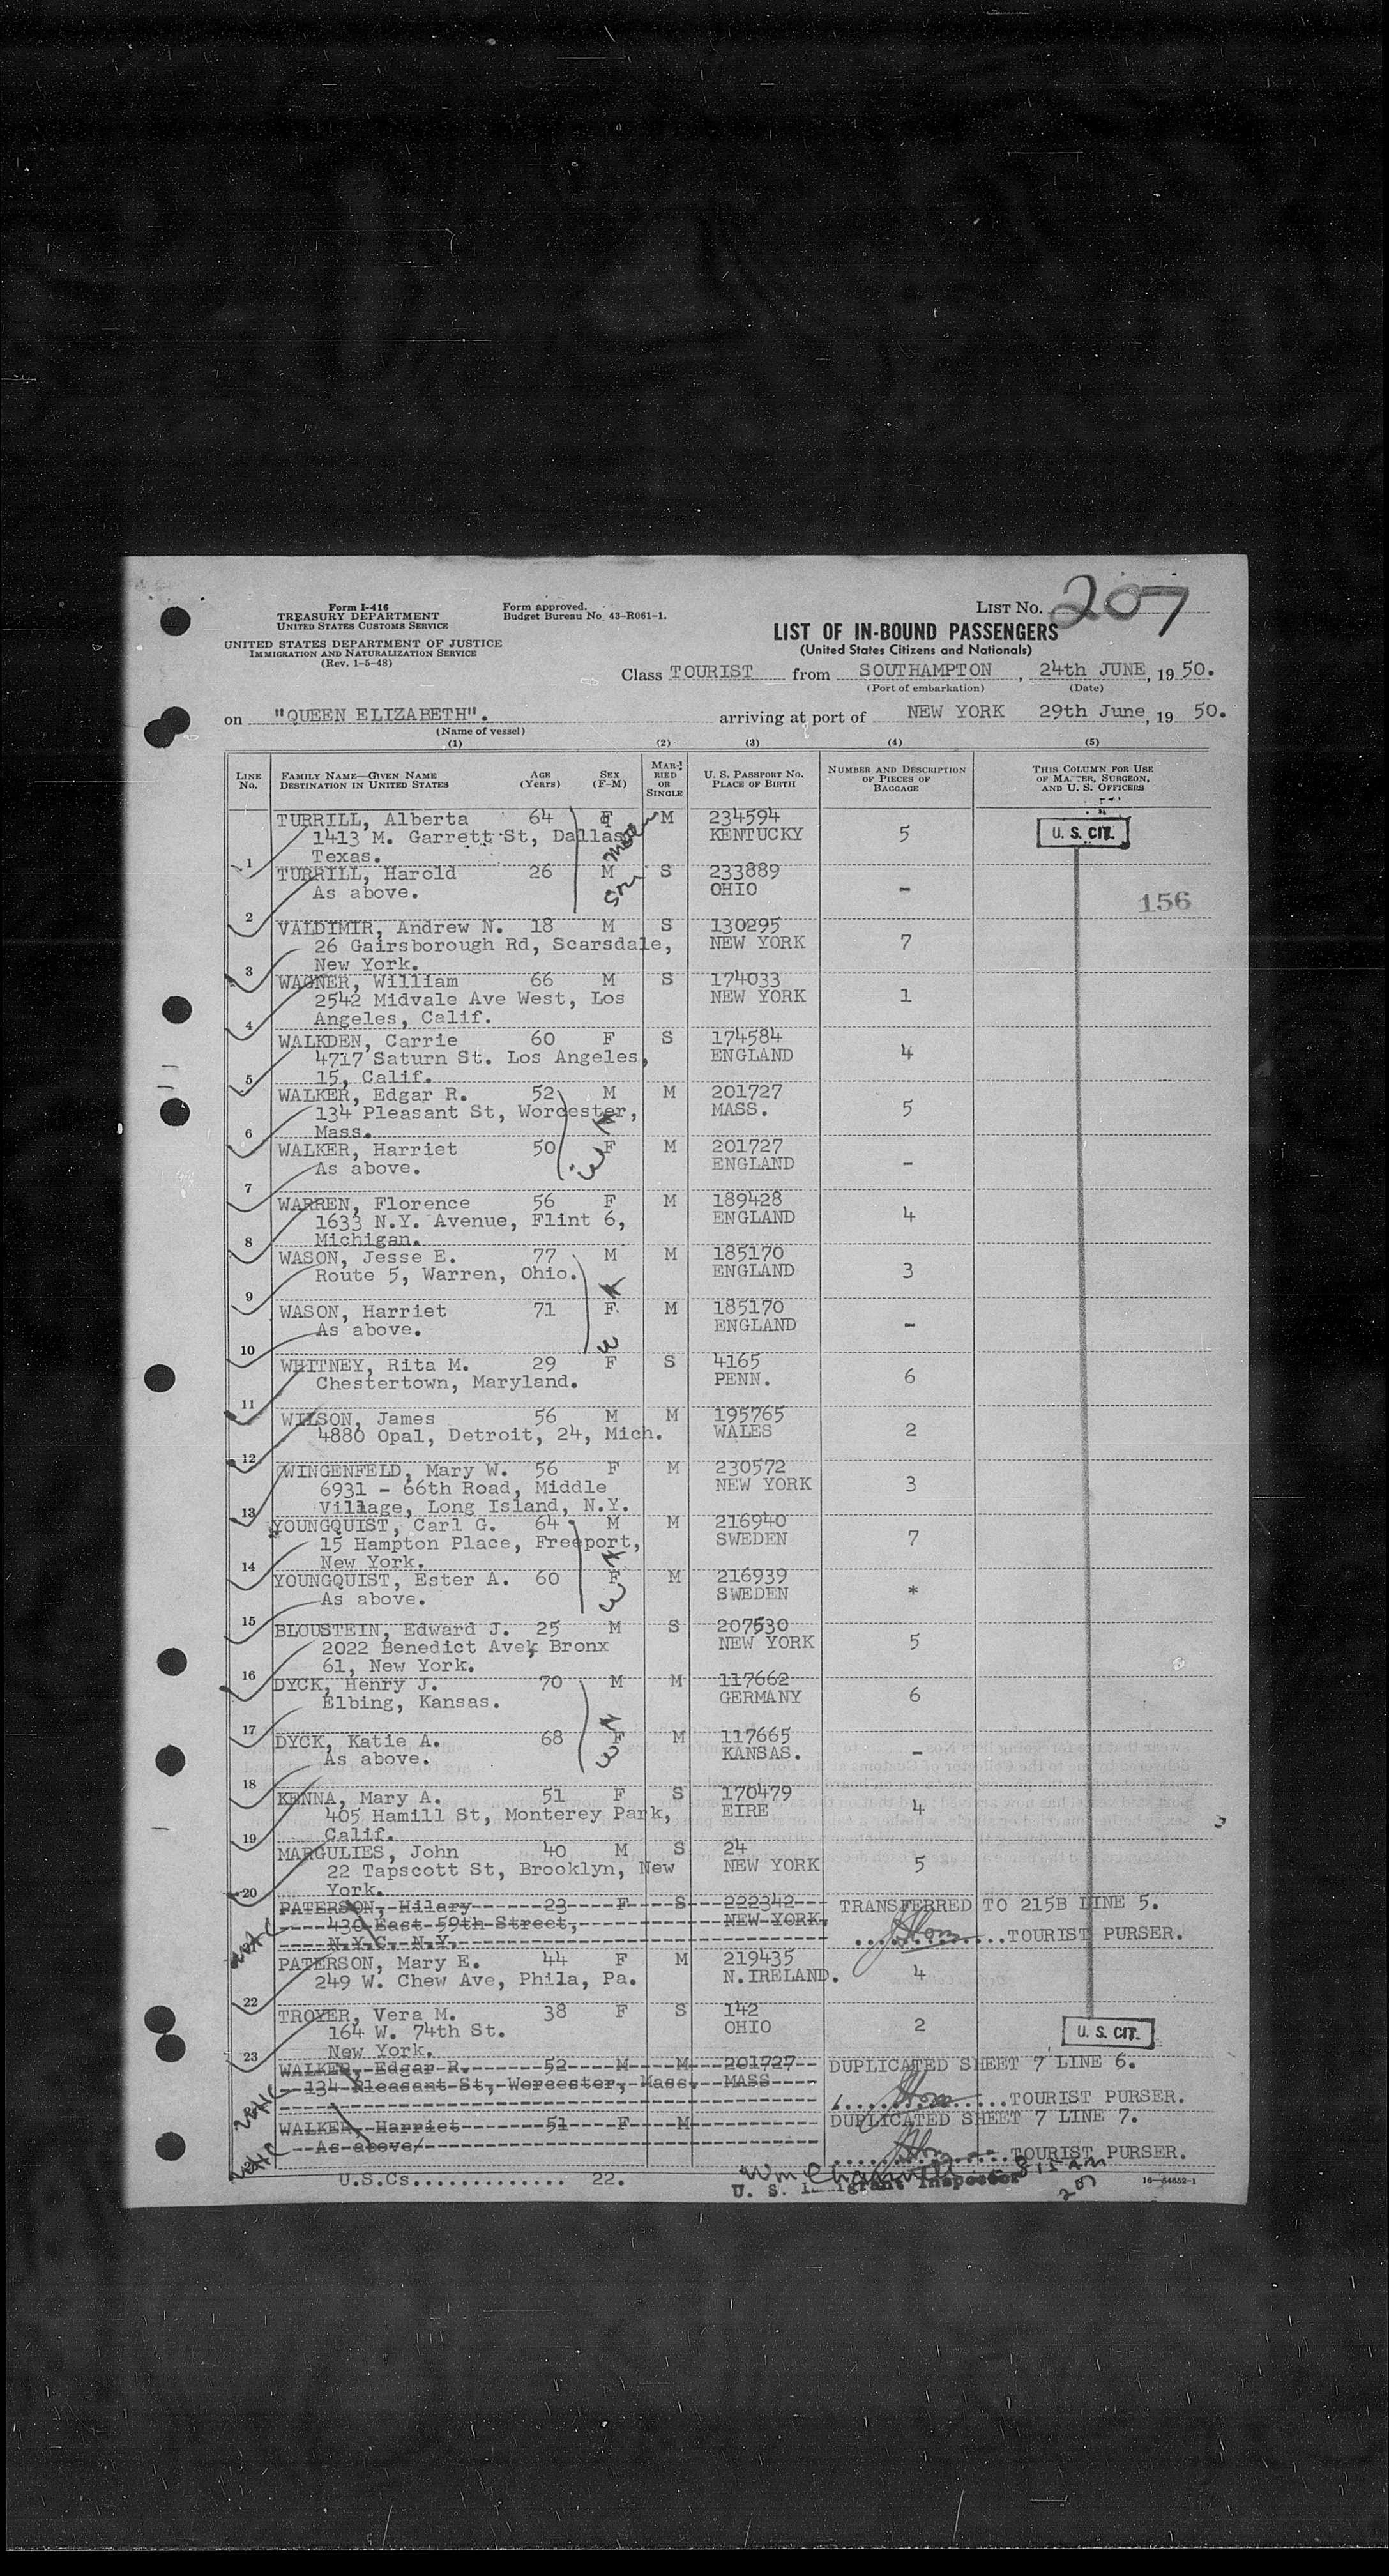 Form I-416
TREASURY DEPARTMENT
UNITED STATES CUSTOMS SERVICE
UNITED STATES DEPARTMENT OF JUSTICE
IMMIGRATION AND NATURALIZATION SERVICE
(Rev. 1-5-48)
Form approved.
Budget Bureau No. 43-R061-1.
LIST NO. 207
LIST OF IN-BOUND PASSENGERS
(United States Citizens and Nationals)
Class TOURIST from SOUTHAMPTON, 24th JUNE, 19 50.
(Port of embarkation) (Date)
on "QUEEN ELIZABETH". arriving at port of NEW YORK 29th June, 19 50.
(Name of vessel)
(1) (2) (3) (4) (5)
LINE NO. FAMILY NAME—GIVEN NAME DESTINATION IN UNITED STATES AGE (Years) SEX (F-M) MARRIED OR SINGLE U. S. PASSPORT NO. PLACE OF BIRTH NUMBER AND DESCRIPTION OF PIECES OF BAGGAGE THIS COLUMN FOR USE OF MASTER, SURGEON, AND U. S. OFFICERS
TURRILL, Alberta 64 F M 234594
1413 M. Garrett St, Dallas KENTUCKY 5 U. S. CIT.
1 Texas.
TURRILL, Harold 26 M S 233889
As above. OHIO -
2 156
VALDIMIR, Andrew N. 18 M S 130295
26 Gairsborough Rd, Scarsdale, NEW YORK 7
3 New York.
WAGNER, William 66 M S 174033
2542 Midvale Ave West, Los NEW YORK 1
4 Angeles, Calif.
WALKDEN, Carrie 60 F S 174584
4717 Saturn St. Los Angeles, ENGLAND 4
5 15, Calif.
WALKER, Edgar R. 52 M M 201727
134 Pleasant St, Worcester, MASS. 5
6 Mass.
WALKER, Harriet 50 F M 201727
As above. ENGLAND -
7
WARREN, Florence 56 F M 189428
1633 N.Y. Avenue, Flint 6, ENGLAND 4
8 Michigan.
WASON, Jesse E. 77 M M 185170
Route 5, Warren, Ohio. ENGLAND 3
9
WASON, Harriet 71 F M 185170
As above. ENGLAND -
10
WHITNEY, Rita M. 29 F S 4165
Chestertown, Maryland. PENN. 6
11
WILSON, James 56 M M 195765
4880 Opal, Detroit, 24, Mich. WALES 2
12
WINGENFELD, Mary W. 56 F M 230572
6931 - 66th Road, Middle NEW YORK 3
13 Village, Long Island, N.Y.
YOUNGQUIST, Carl G. 64 M M 216940
15 Hampton Place, Freeport, SWEDEN 7
14 New York.
YOUNGQUIST, Ester A. 60 F M 216939
As above. SWEDEN *
15
BLOUSTEIN, Edward J. 25 M S 207530
2022 Benedict Ave, Bronx NEW YORK 5
16 61, New York.
DYCK, Henry J. 70 M M 117662
Elbing, Kansas. GERMANY 6
17
DYCK, Katie A. 68 F M 117665
As above. KANSAS. -
18
KENNA, Mary A. 51 F S 170479
405 Hamill St, Monterey Park, EIRE 4
19 Calif.
MARGULIES, John 40 M S 24
22 Tapscott St, Brooklyn, New NEW YORK 5
20 York.
PATERSON, Hilary 23 F S 222342 TRANSFERRED TO 215B LINE 5.
430 East 59th Street, NEW YORK, TOURIST PURSER.
N.Y.C. N.Y.
PATERSON, Mary E. 44 F M 219435
249 W. Chew Ave, Phila, Pa. N.IRELAND. 4
22
TROYER, Vera M. 38 F S 142
164 W. 74th St. OHIO 2 U. S. CIT.
23 New York.
WALKER, Edgar R. 52 M M 201727 DUPLICATED SHEET 7 LINE 6.
134 Pleasant St, Worcester, Mass. MASS TOURIST PURSER.
WALKER, Harriet 51 F M DUPLICATED SHEET 7 LINE 7.
As above/ TOURIST PURSER.
U.S.Cs............. 22. U. S. Immigrant Inspector 16—54652-1